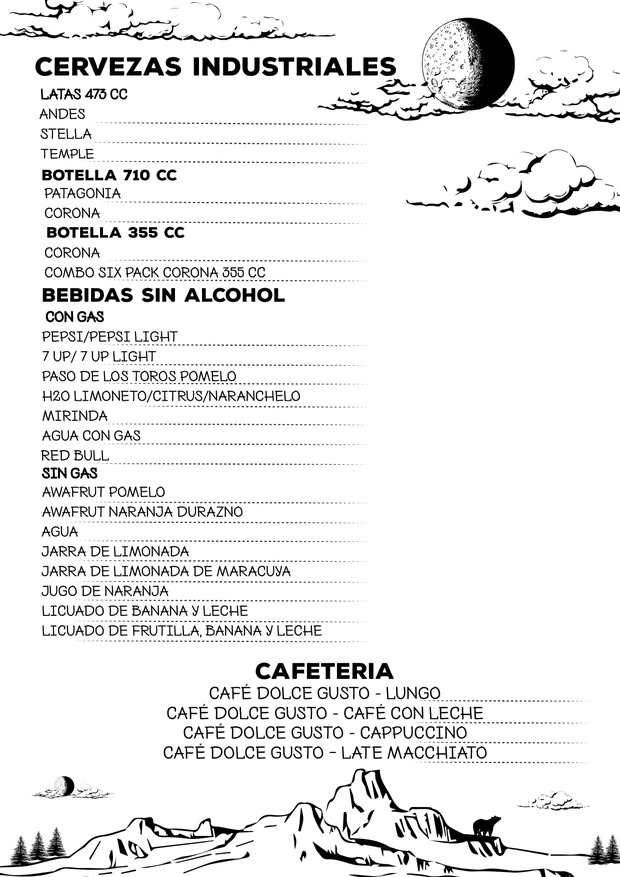 CERVEZAS INDUSTRIALES
LATAS 473 CC
ANDES
STELLA
TEMPLE
BOTELLA 710 CC
PATAGONIA
CORONA
BOTELLA 355 CC
CORONA
COMBO SIX PACK CORONA 355 CC
BEBIDAS SIN ALCOHOL
CON GAS
PEPSI/PEPSI LIGHT
7 UP/ 7 UP LIGHT
PASO DE LOS TOROS POMELO
H2O LIMONETO/CITRUS/NARANCHELO
MIRINDA
AGUA CON GAS
RED BULL
SIN GAS
AWAFRUT POMELO
AWAFRUT NARANJA DURAZNO
AGUA
JARRA DE LIMONADA
JARRA DE LIMONADA DE MARACUYA
JUGO DE NARANJA
LICUADO DE BANANA Y LECHE
LICUADO DE FRUTILLA, BANANA Y LECHE
CAFETERIA
CAFÉ DOLCE GUSTO - LUNGO
CAFÉ DOLCE GUSTO - CAFÉ CON LECHE
CAFÉ DOLCE GUSTO - CAPPUCCINO
CAFÉ DOLCE GUSTO - LATE MACCHIATO